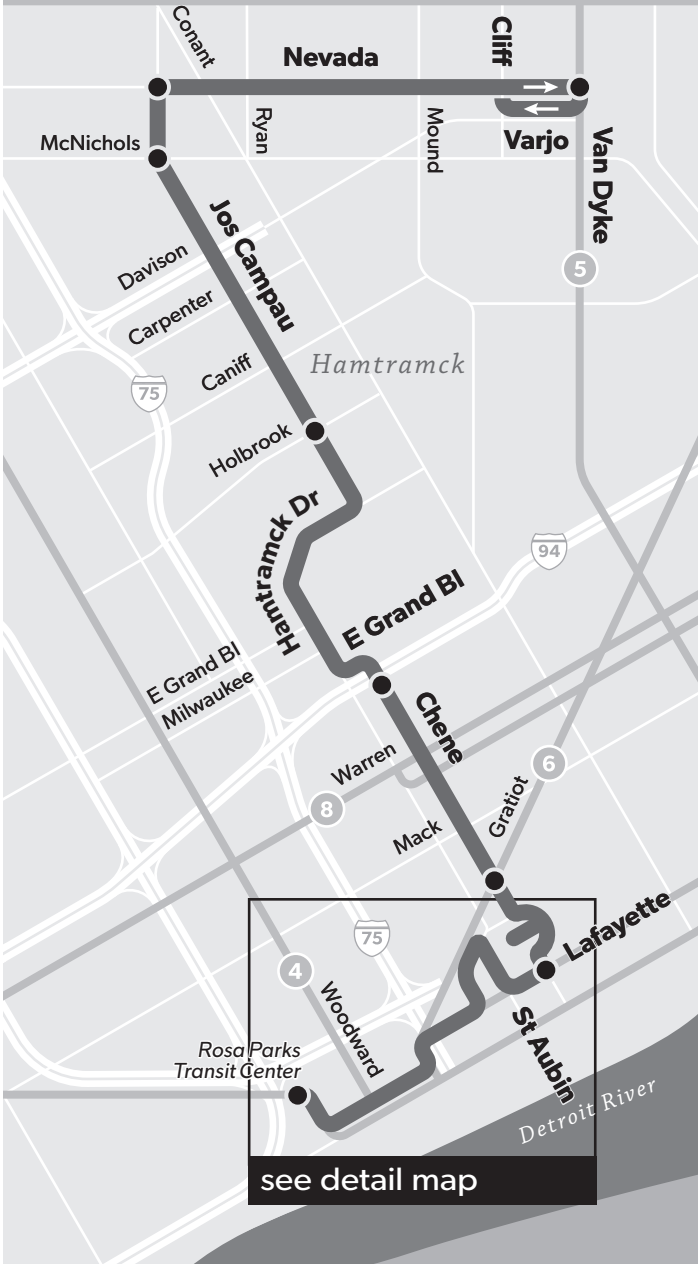 Conant
Cliff
Nevada
McNichols
Ryan
Mound
Varjo
Van Dyke
Jos Campau
Davison
5
Carpenter
75
Caniff
Hamtramck
Holbrook
Hamtramck Dr
94
E Grand Bl
E Grand Bl
Milwaukee
Chene
Warren
6
8
Gratiot
Mack
Lafayette
75
4
Woodward
St Aubin
Rosa Parks
Transit Center
Detroit River
see detail map